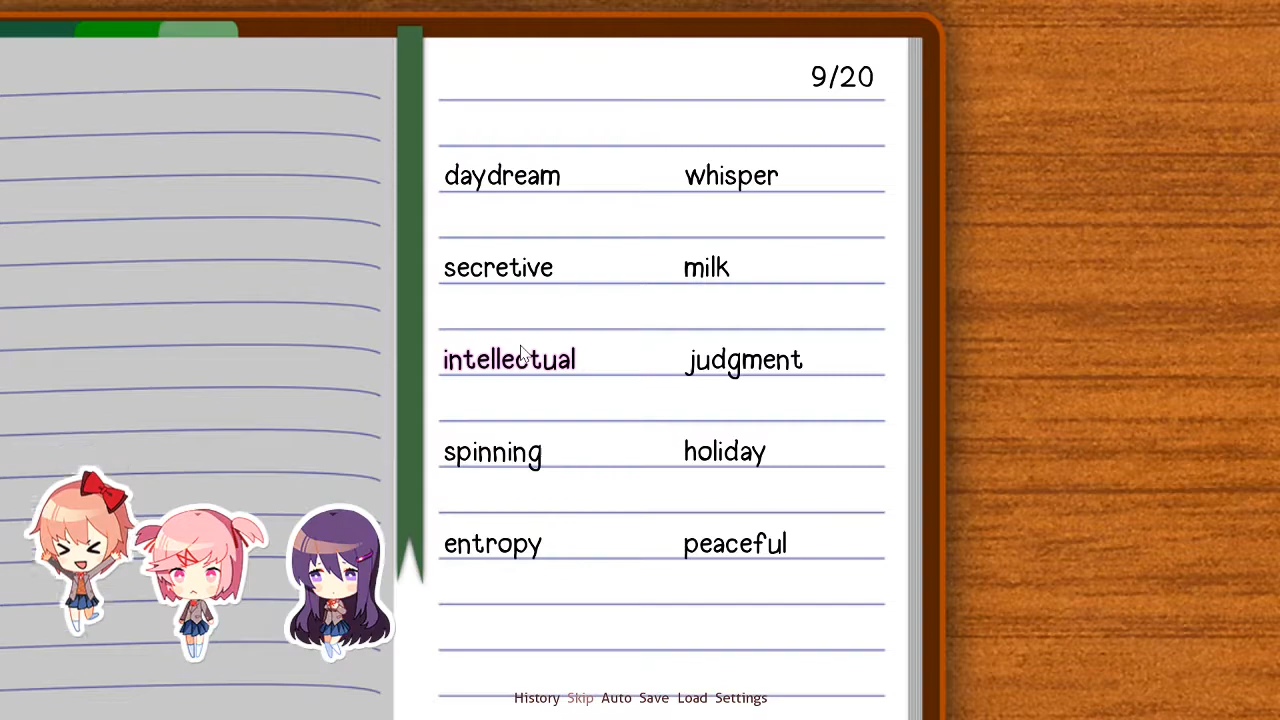 9/20
daydream whisper
secretive milk
intellectual judgment
spinning holiday
entropy peaceful
History Skip Auto Save Load Settings